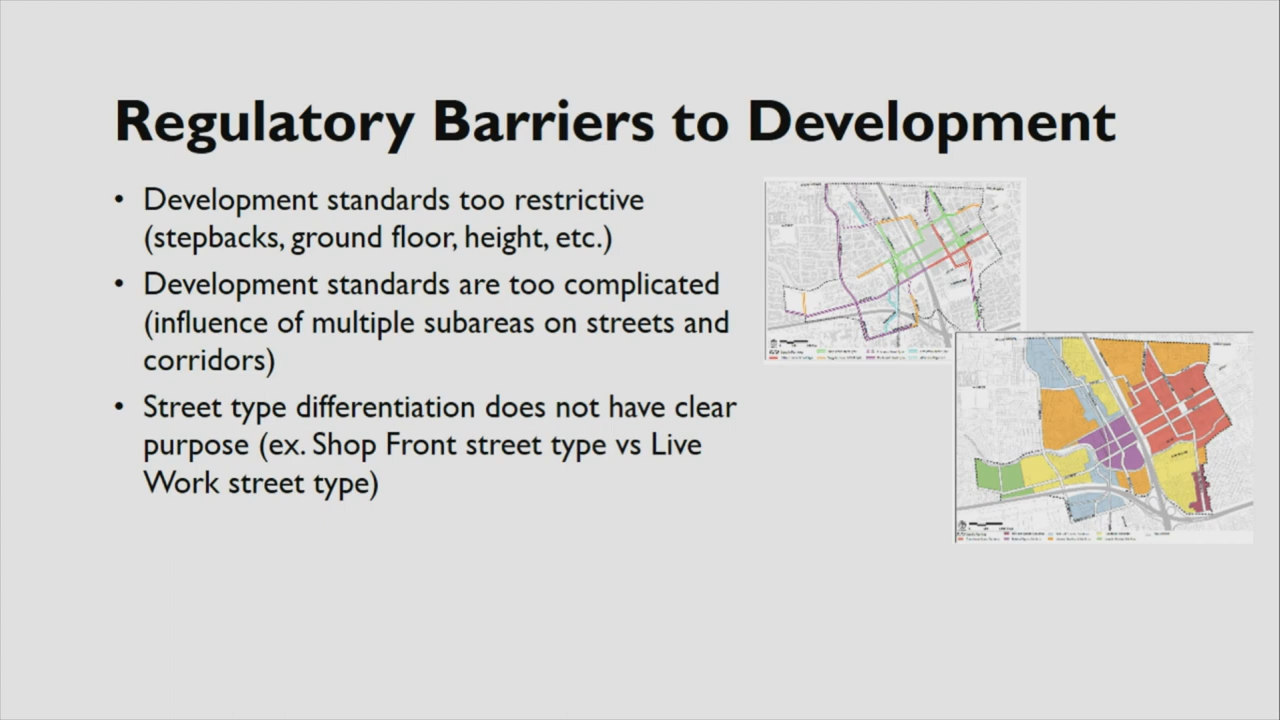 Regulatory Barriers to Development
• Development standards too restrictive
(stepbacks, ground floor, height, etc.)
• Development standards are too complicated
(influence of multiple subareas on streets and
corridors)
• Street type differentiation does not have clear
purpose (ex. Shop Front street type vs Live
Work street type)